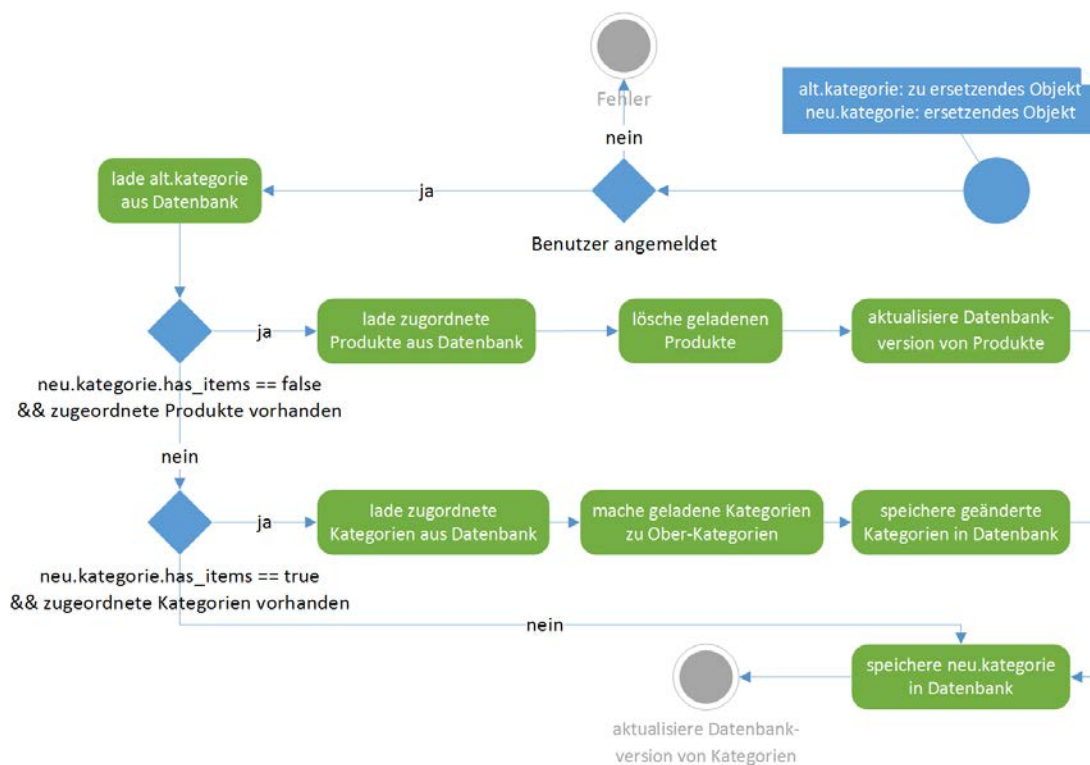 alt.kategorie: zu ersetzendes Objekt
neu.kategorie: ersetzendes Objekt
Fehler
nein
ja
Benutzer angemeldet
lade alt.kategorie
aus Datenbank
neu.kategorie.has_items == false
&& zugeordnete Produkte vorhanden
ja
lade zugordnete
Produkte aus Datenbank
lösche geladenen
Produkte
aktualisiere Datenbank-
version von Produkte
nein
neu.kategorie.has_items == true
&& zugeordnete Kategorien vorhanden
ja
lade zugordnete
Kategorien aus Datenbank
mache geladene Kategorien
zu Ober-Kategorien
speichere geänderte
Kategorien in Datenbank
nein
speichere neu.kategorie
in Datenbank
aktualisiere Datenbank-
version von Kategorien